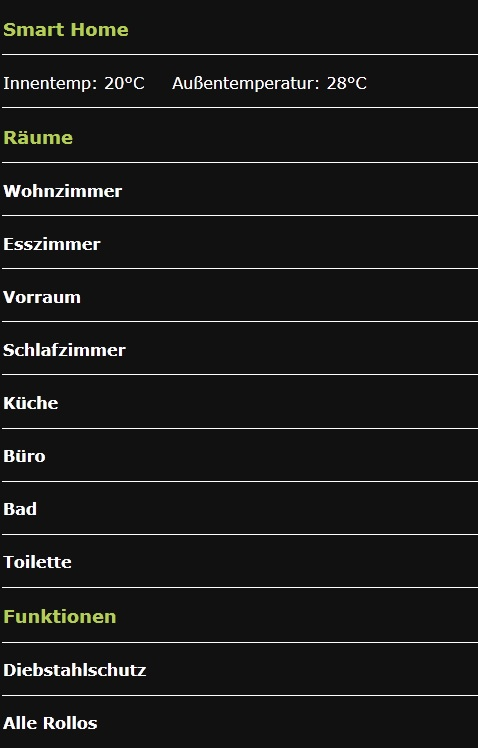 Smart Home
Innentemp: 20°C Außentemperatur: 28°C
Räume
Wohnzimmer
Esszimmer
Vorraum
Schlafzimmer
Küche
Büro
Bad
Toilette
Funktionen
Diebstahlschutz
Alle Rollos